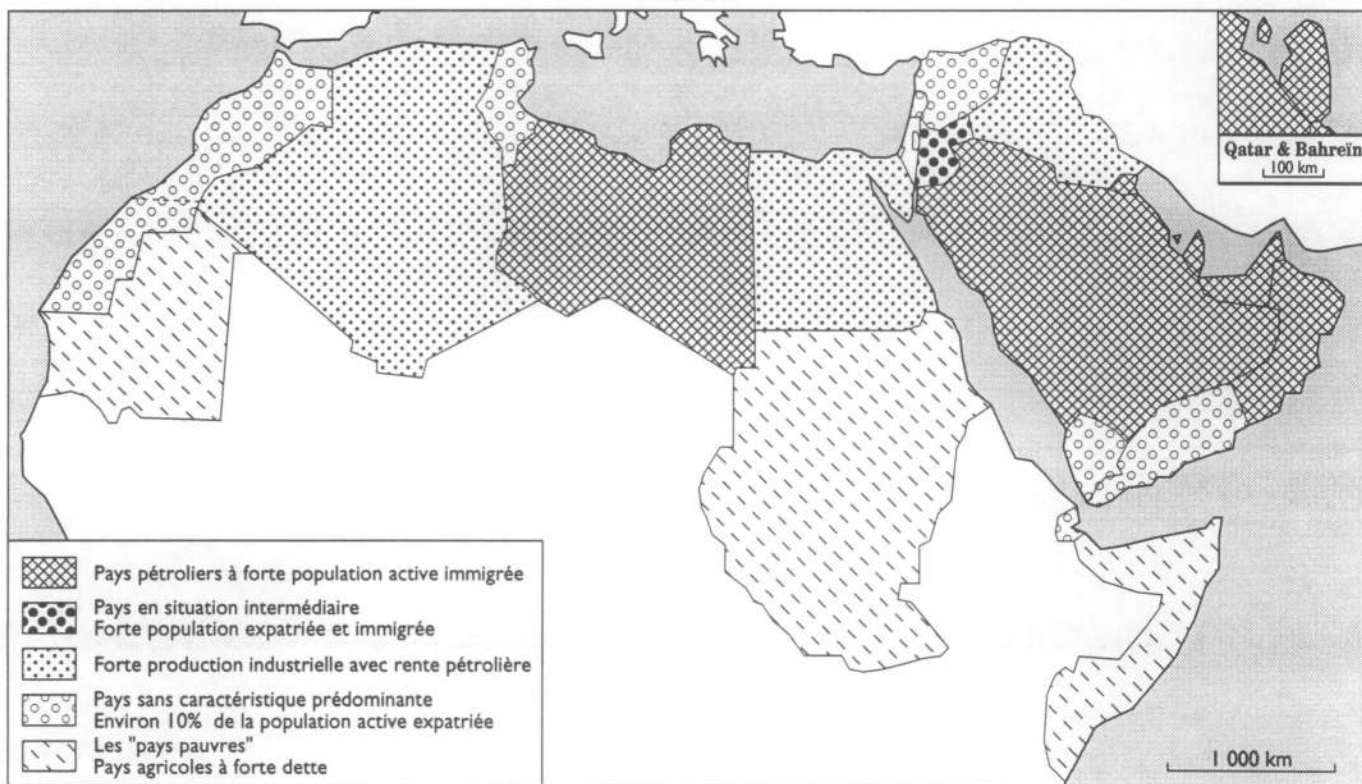 Qatar & Bahreïn
100 km
Pays pétroliers à forte population active immigrée
Pays en situation intermédiaire
Forte population expatriée et immigrée
Forte production industrielle avec rente pétrolière
Pays sans caractéristique prédominante
Environ 10% de la population active expatriée
Les "pays pauvres"
Pays agricoles à forte dette
1 000 km